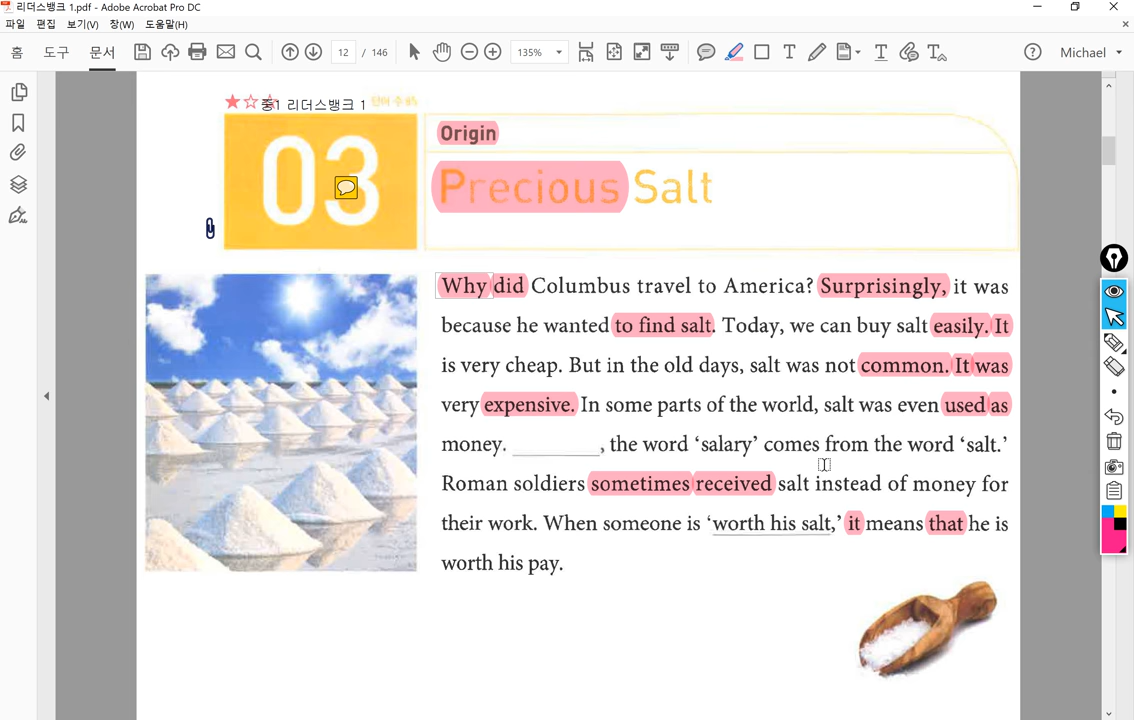 리더스뱅크 1.pdf - Adobe Acrobat Pro DC
파일 편집 보기(V) 창(W) 도움말(H)
홈 도구 문서 12 / 146 135% Michael
중1 리더스뱅크 1 단어 수 85
03
Origin
Precious Salt
Why did Columbus travel to America? Surprisingly, it was
because he wanted to find salt. Today, we can buy salt easily. It
is very cheap. But in the old days, salt was not common. It was
very expensive. In some parts of the world, salt was even used as
money. ________, the word ‘salary’ comes from the word ‘salt.’
Roman soldiers sometimes received salt instead of money for
their work. When someone is ‘worth his salt,’ it means that he is
worth his pay.